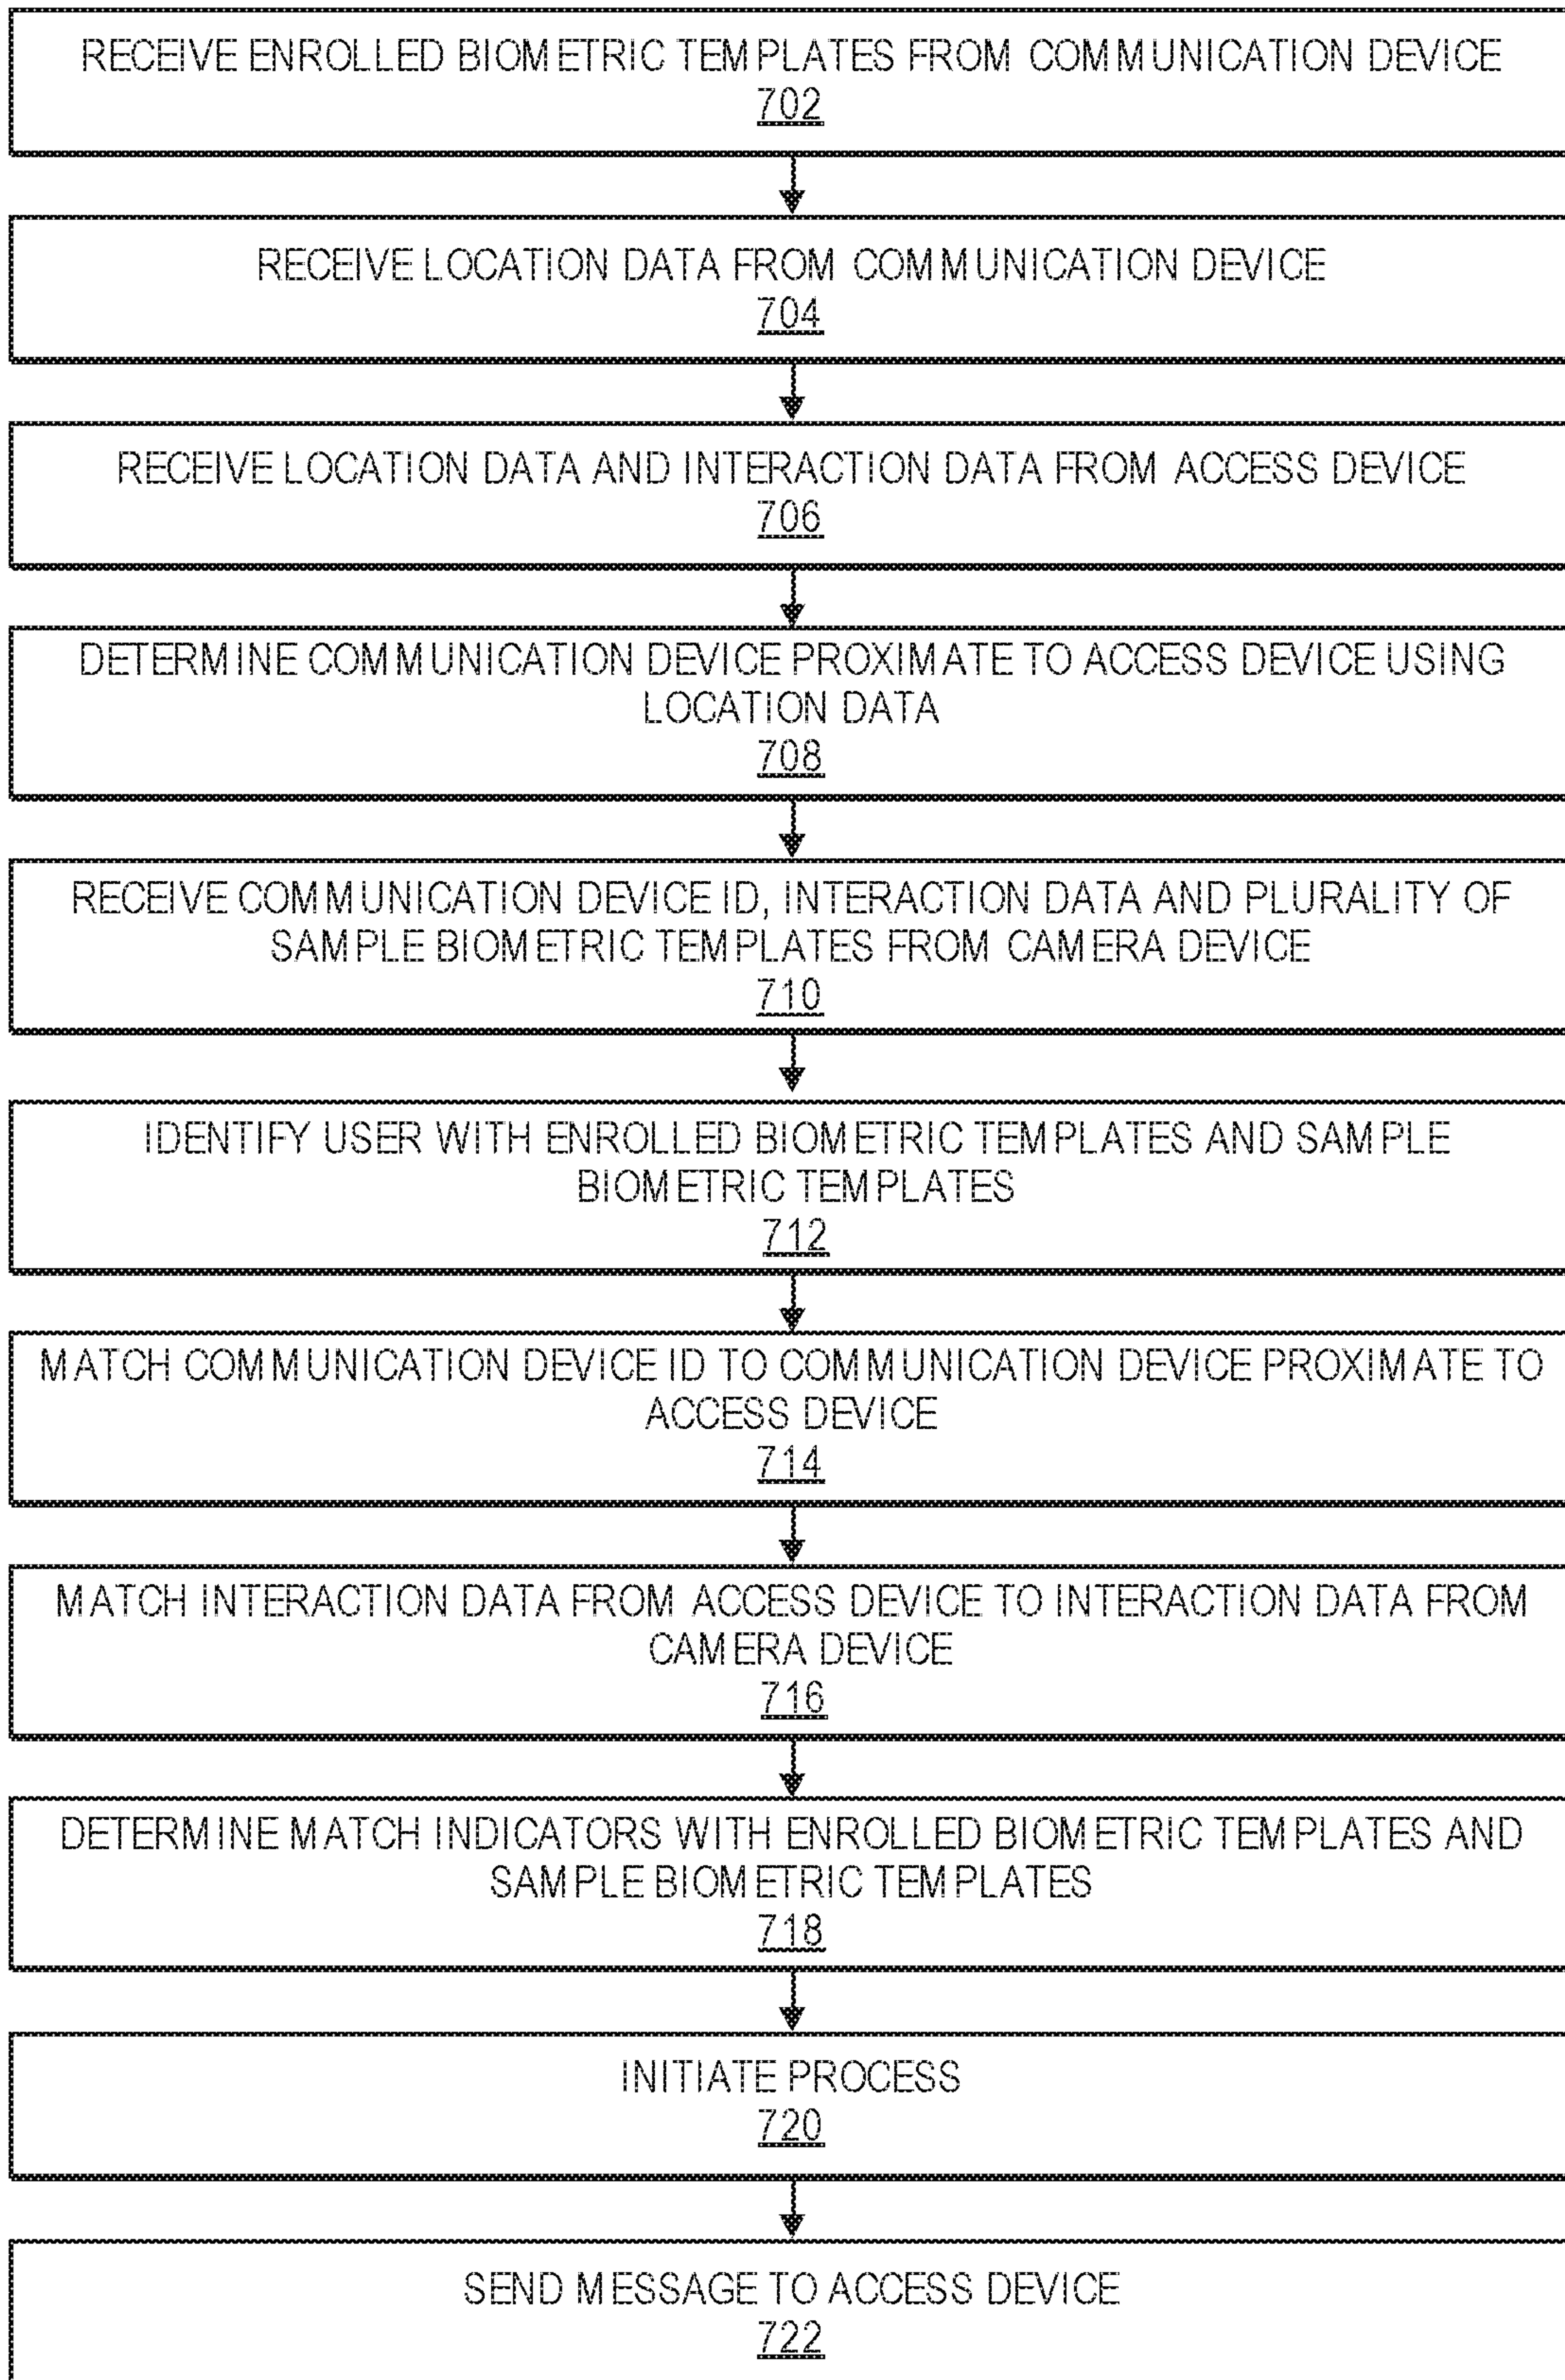 RECEIVE ENROLLED BIOMETRIC TEMPLATES FROM COMMUNICATION DEVICE
702
RECEIVE LOCATION DATA FROM COMMUNICATION DEVICE
704
RECEIVE LOCATION DATA AND INTERACTION DATA FROM ACCESS DEVICE
706
DETERMINE COMMUNICATION DEVICE PROXIMATE TO ACCESS DEVICE USING
LOCATION DATA
708
RECEIVE COMMUNICATION DEVICE ID, INTERACTION DATA AND PLURALITY OF
SAMPLE BIOMETRIC TEMPLATES FROM CAMERA DEVICE
710
IDENTIFY USER WITH ENROLLED BIOMETRIC TEMPLATES AND SAMPLE
BIOMETRIC TEMPLATES
712
MATCH COMMUNICATION DEVICE ID TO COMMUNICATION DEVICE PROXIMATE TO
ACCESS DEVICE
714
MATCH INTERACTION DATA FROM ACCESS DEVICE TO INTERACTION DATA FROM
CAMERA DEVICE
716
DETERMINE MATCH INDICATORS WITH ENROLLED BIOMETRIC TEMPLATES AND
SAMPLE BIOMETRIC TEMPLATES
718
INITIATE PROCESS
720
SEND MESSAGE TO ACCESS DEVICE
722